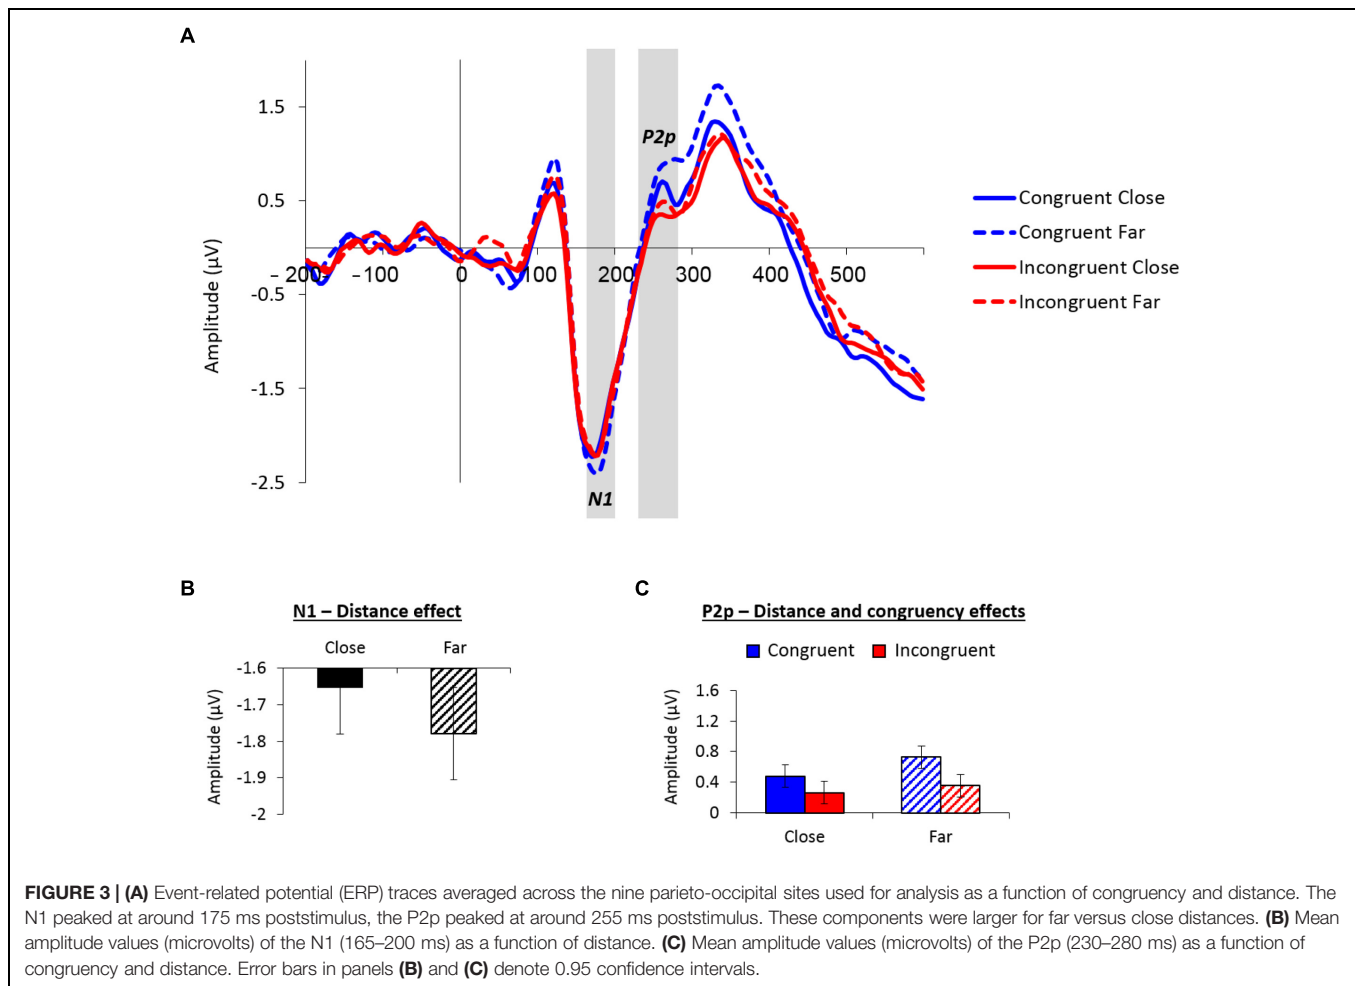 A
1.5
P2p
0.5
Amplitude (µV)
-200 -100 0 100 200 300 400 500
-0.5
-1.5
-2.5
N1
Congruent Close
Congruent Far
Incongruent Close
Incongruent Far
B
N1 – Distance effect
Close Far
-1.6
-1.7
-1.8
-1.9
-2
Amplitude (µV)
C
P2p – Distance and congruency effects
Congruent Incongruent
1.6
1.2
0.8
0.4
0
Amplitude (µV)
Close Far
FIGURE 3 | (A) Event-related potential (ERP) traces averaged across the nine parieto-occipital sites used for analysis as a function of congruency and distance. The
N1 peaked at around 175 ms poststimulus, the P2p peaked at around 255 ms poststimulus. These components were larger for far versus close distances. (B) Mean
amplitude values (microvolts) of the N1 (165–200 ms) as a function of distance. (C) Mean amplitude values (microvolts) of the P2p (230–280 ms) as a function of
congruency and distance. Error bars in panels (B) and (C) denote 0.95 confidence intervals.